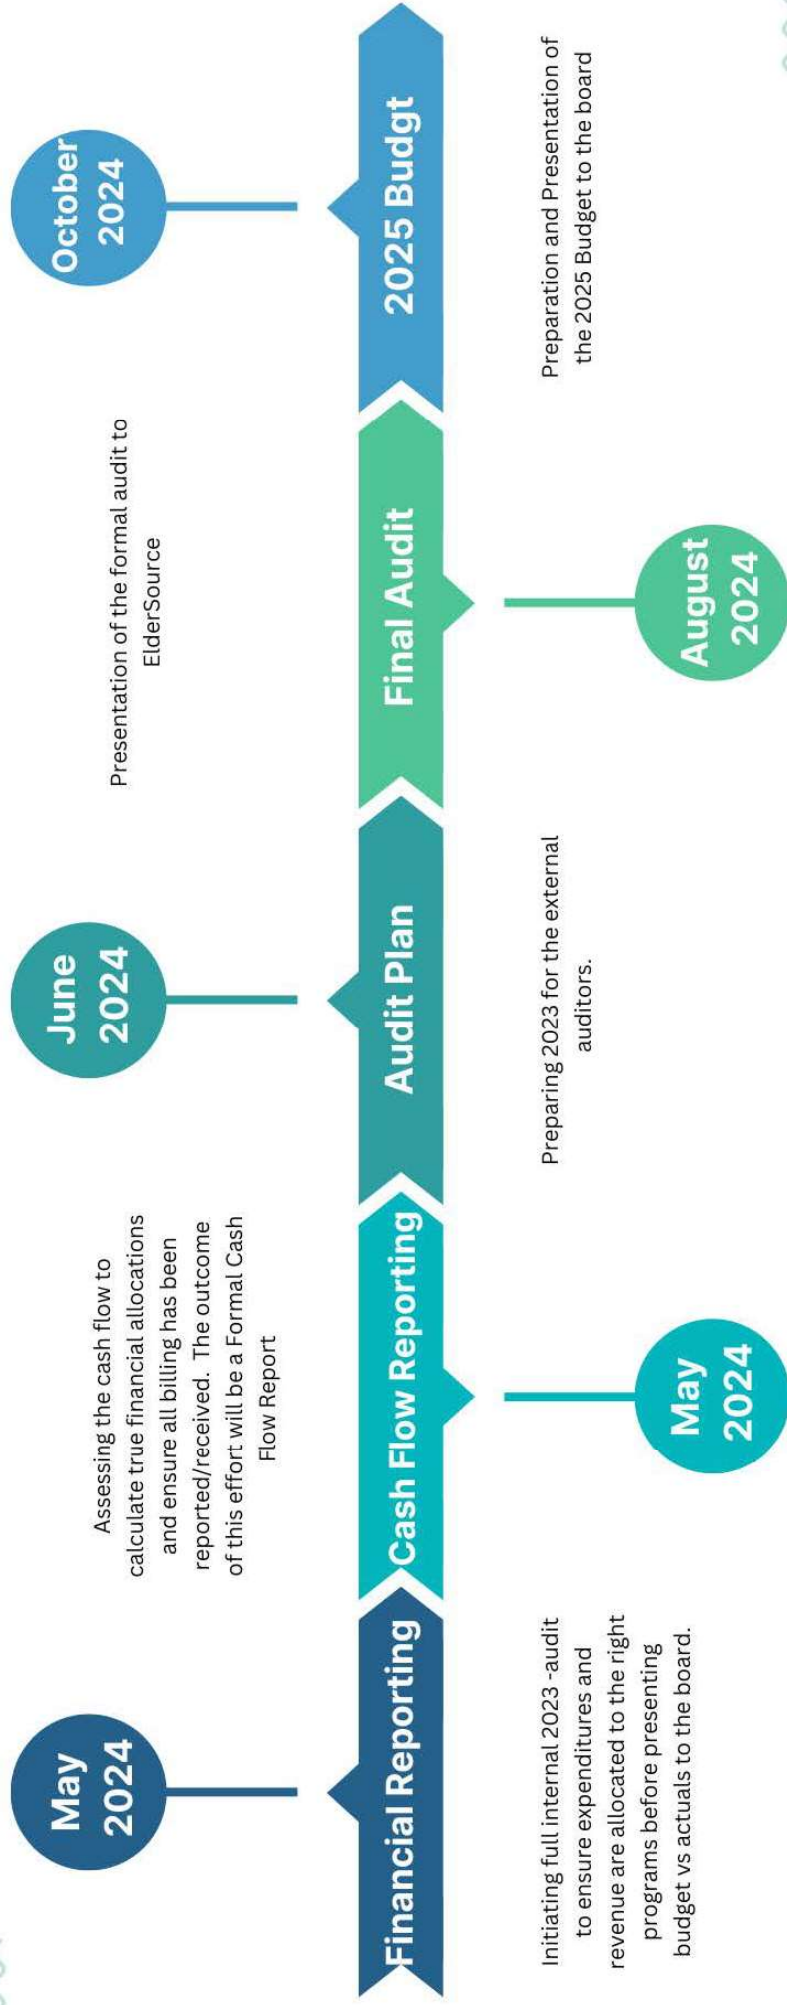 May
2024
Financial Reporting
Initiating full internal 2023 -audit
to ensure expenditures and
revenue are allocated to the right
programs before presenting
budget vs actuals to the board.
Assessing the cash flow to
calculate true financial allocations
and ensure all billing has been
reported/received. The outcome
of this effort will be a Formal Cash
Flow Report
Cash Flow Reporting
May
2024
June
2024
Audit Plan
Preparing 2023 for the external
auditors.
Presentation of the formal audit to
ElderSource
Final Audit
August
2024
October
2024
2025 Budgt
Preparation and Presentation of
the 2025 Budget to the board